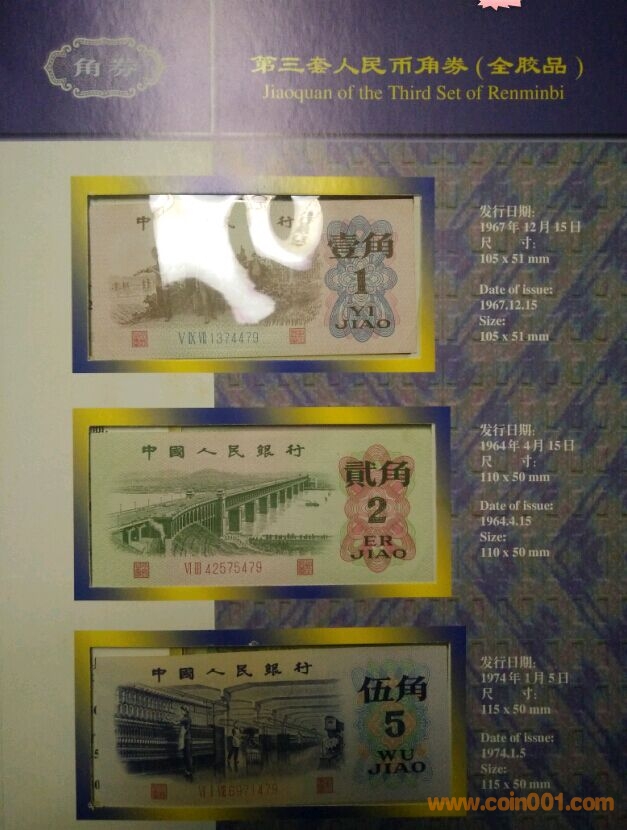 角券
第三套人民币角券(全胶品)
Jiaoquan of the Third Set of Renminbi
中 行
壹角
1
YI
JIAO
V IX VIII 1374479
发行日期:
1967年12月15日
尺 寸:
105 x 51 mm
Date of issue:
1967.12.15
Size:
105 x 51 mm
中國人民銀行
貳角
2
ER
JIAO
VI III 42575479
发行日期:
1964年4月15日
尺 寸:
110 x 50 mm
Date of issue:
1964.4.15
Size:
110 x 50 mm
中國人民銀行
伍角
5
WU
JIAO
VI I VIII 6971479
发行日期:
1974年1月5日
尺 寸:
115 x 50 mm
Date of issue:
1974.1.5
Size:
115 x 50 mm
www.coin001.com